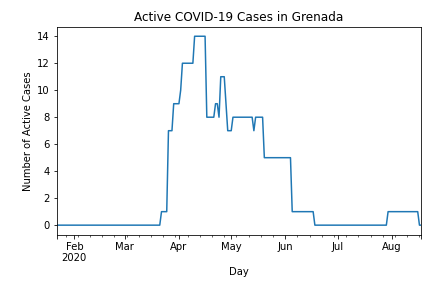 Active COVID-19 Cases in Grenada
Number of Active Cases
14
12
10
8
6
4
2
0
Feb Mar Apr May Jun Jul Aug
2020
Day